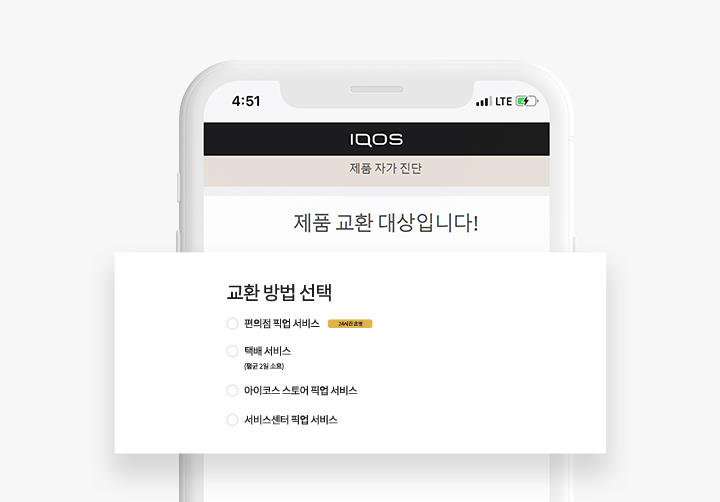 4:51 LTE
IQOS
제품 자가 진단
제품 교환 대상입니다!
교환 방법 선택
편의점 픽업 서비스 24시간 운영
택배 서비스
(평균 2일 소요)
아이코스 스토어 픽업 서비스
서비스센터 픽업 서비스